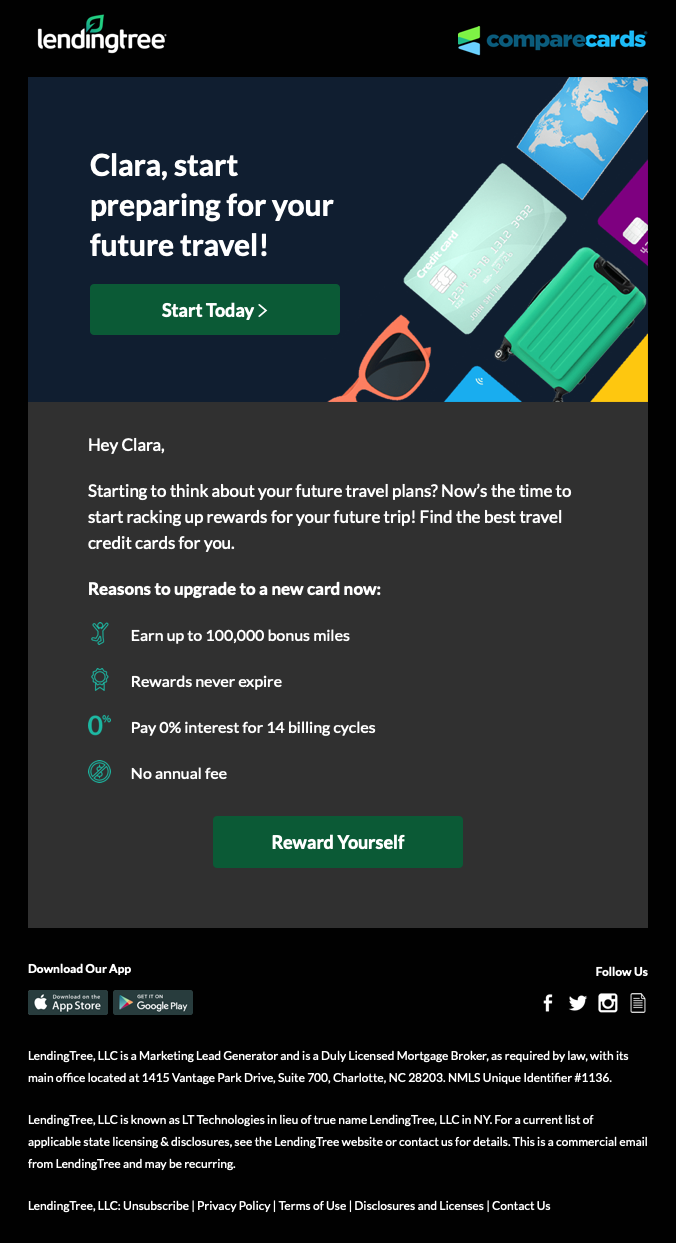 lendingtree
comparecards
Clara, start
preparing for your
future travel!
Credit card
Start Today >
Hey Clara,
Starting to think about your future travel plans? Now’s the time to
start racking up rewards for your future trip! Find the best travel
credit cards for you.
Reasons to upgrade to a new card now:
Earn up to 100,000 bonus miles
Rewards never expire
0% Pay 0% interest for 14 billing cycles
No annual fee
Reward Yourself
Download Our App
Follow Us
Download on the
App Store
GET IT ON
Google Play
LendingTree, LLC is a Marketing Lead Generator and is a Duly Licensed Mortgage Broker, as required by law, with its
main office located at 1415 Vantage Park Drive, Suite 700, Charlotte, NC 28203. NMLS Unique Identifier #1136.
LendingTree, LLC is known as LT Technologies in lieu of true name LendingTree, LLC in NY. For a current list of
applicable state licensing & disclosures, see the LendingTree website or contact us for details. This is a commercial email
from LendingTree and may be recurring.
LendingTree, LLC: Unsubscribe | Privacy Policy | Terms of Use | Disclosures and Licenses | Contact Us